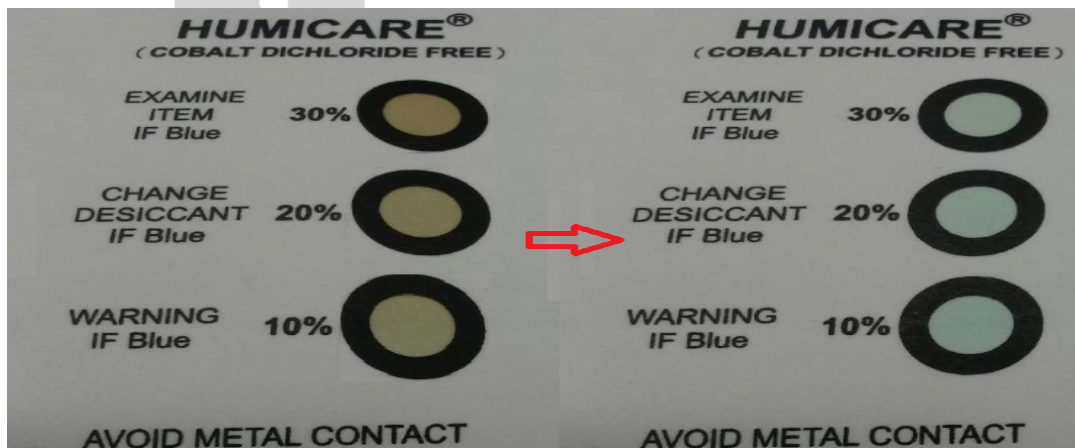 HUMICARE®
(COBALT DICHLORIDE FREE)
EXAMINE
ITEM
IF Blue
30%
CHANGE
DESICCANT
IF Blue
20%
WARNING
IF Blue
10%
AVOID METAL CONTACT
HUMICARE®
(COBALT DICHLORIDE FREE)
EXAMINE
ITEM
IF Blue
30%
CHANGE
DESICCANT
IF Blue
20%
WARNING
IF Blue
10%
AVOID METAL CONTACT